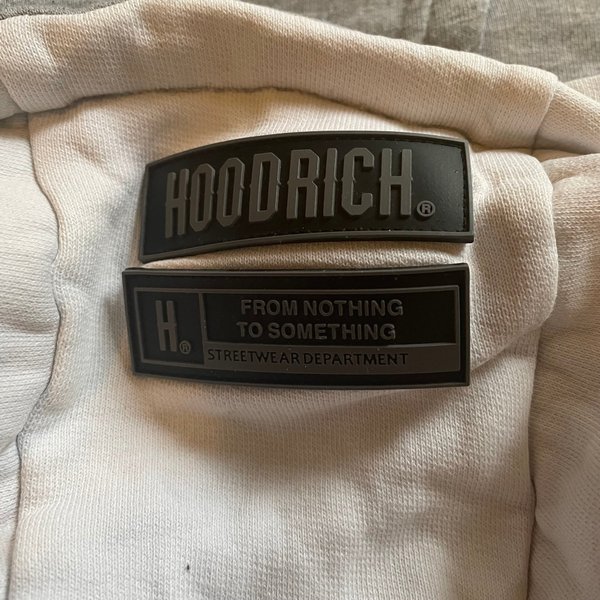 HOODRICH®
H®
FROM NOTHING
TO SOMETHING
STREETWEAR DEPARTMENT